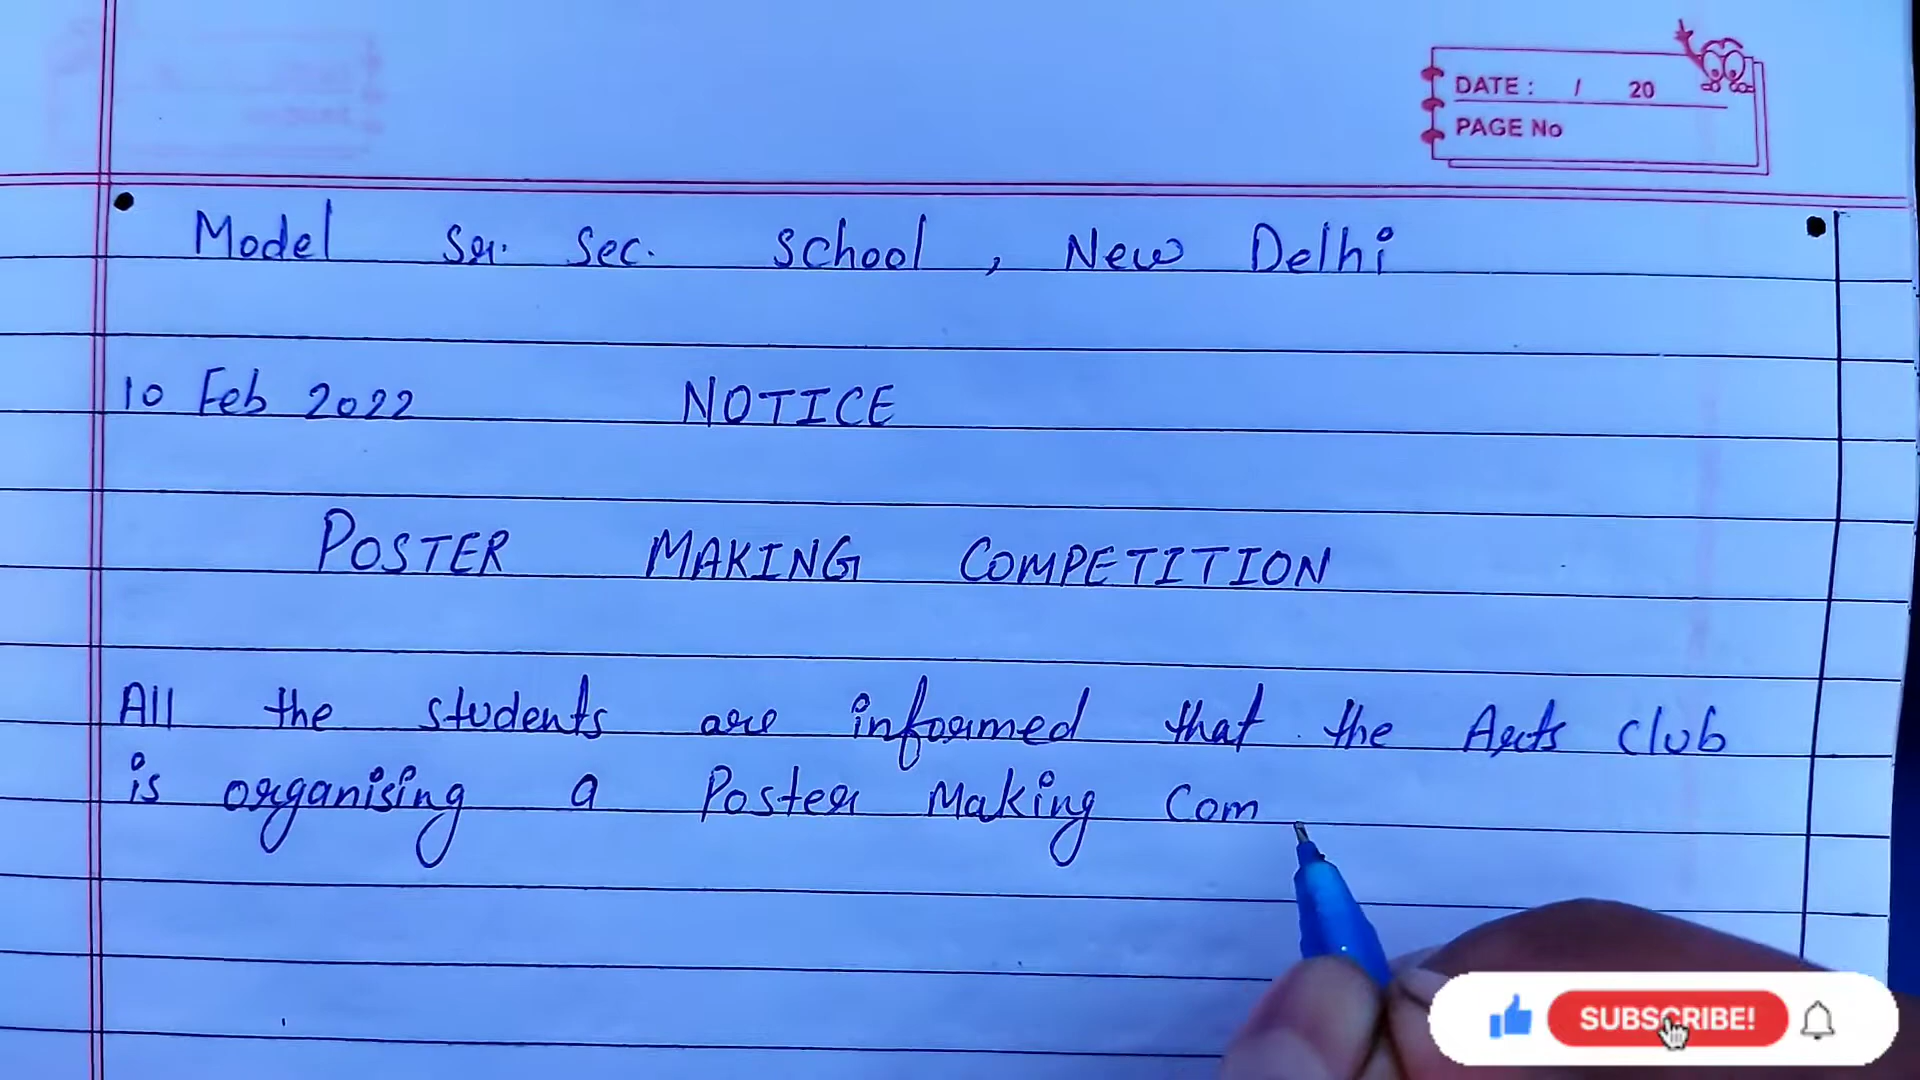 DATE : / 20
PAGE No
Model Sr. Sec. School, New Delhi
10 Feb 2022 NOTICE
POSTER MAKING COMPETITION
All the students are informed that the Arts club
is organising a Poster Making Com
SUBSCRIBE!